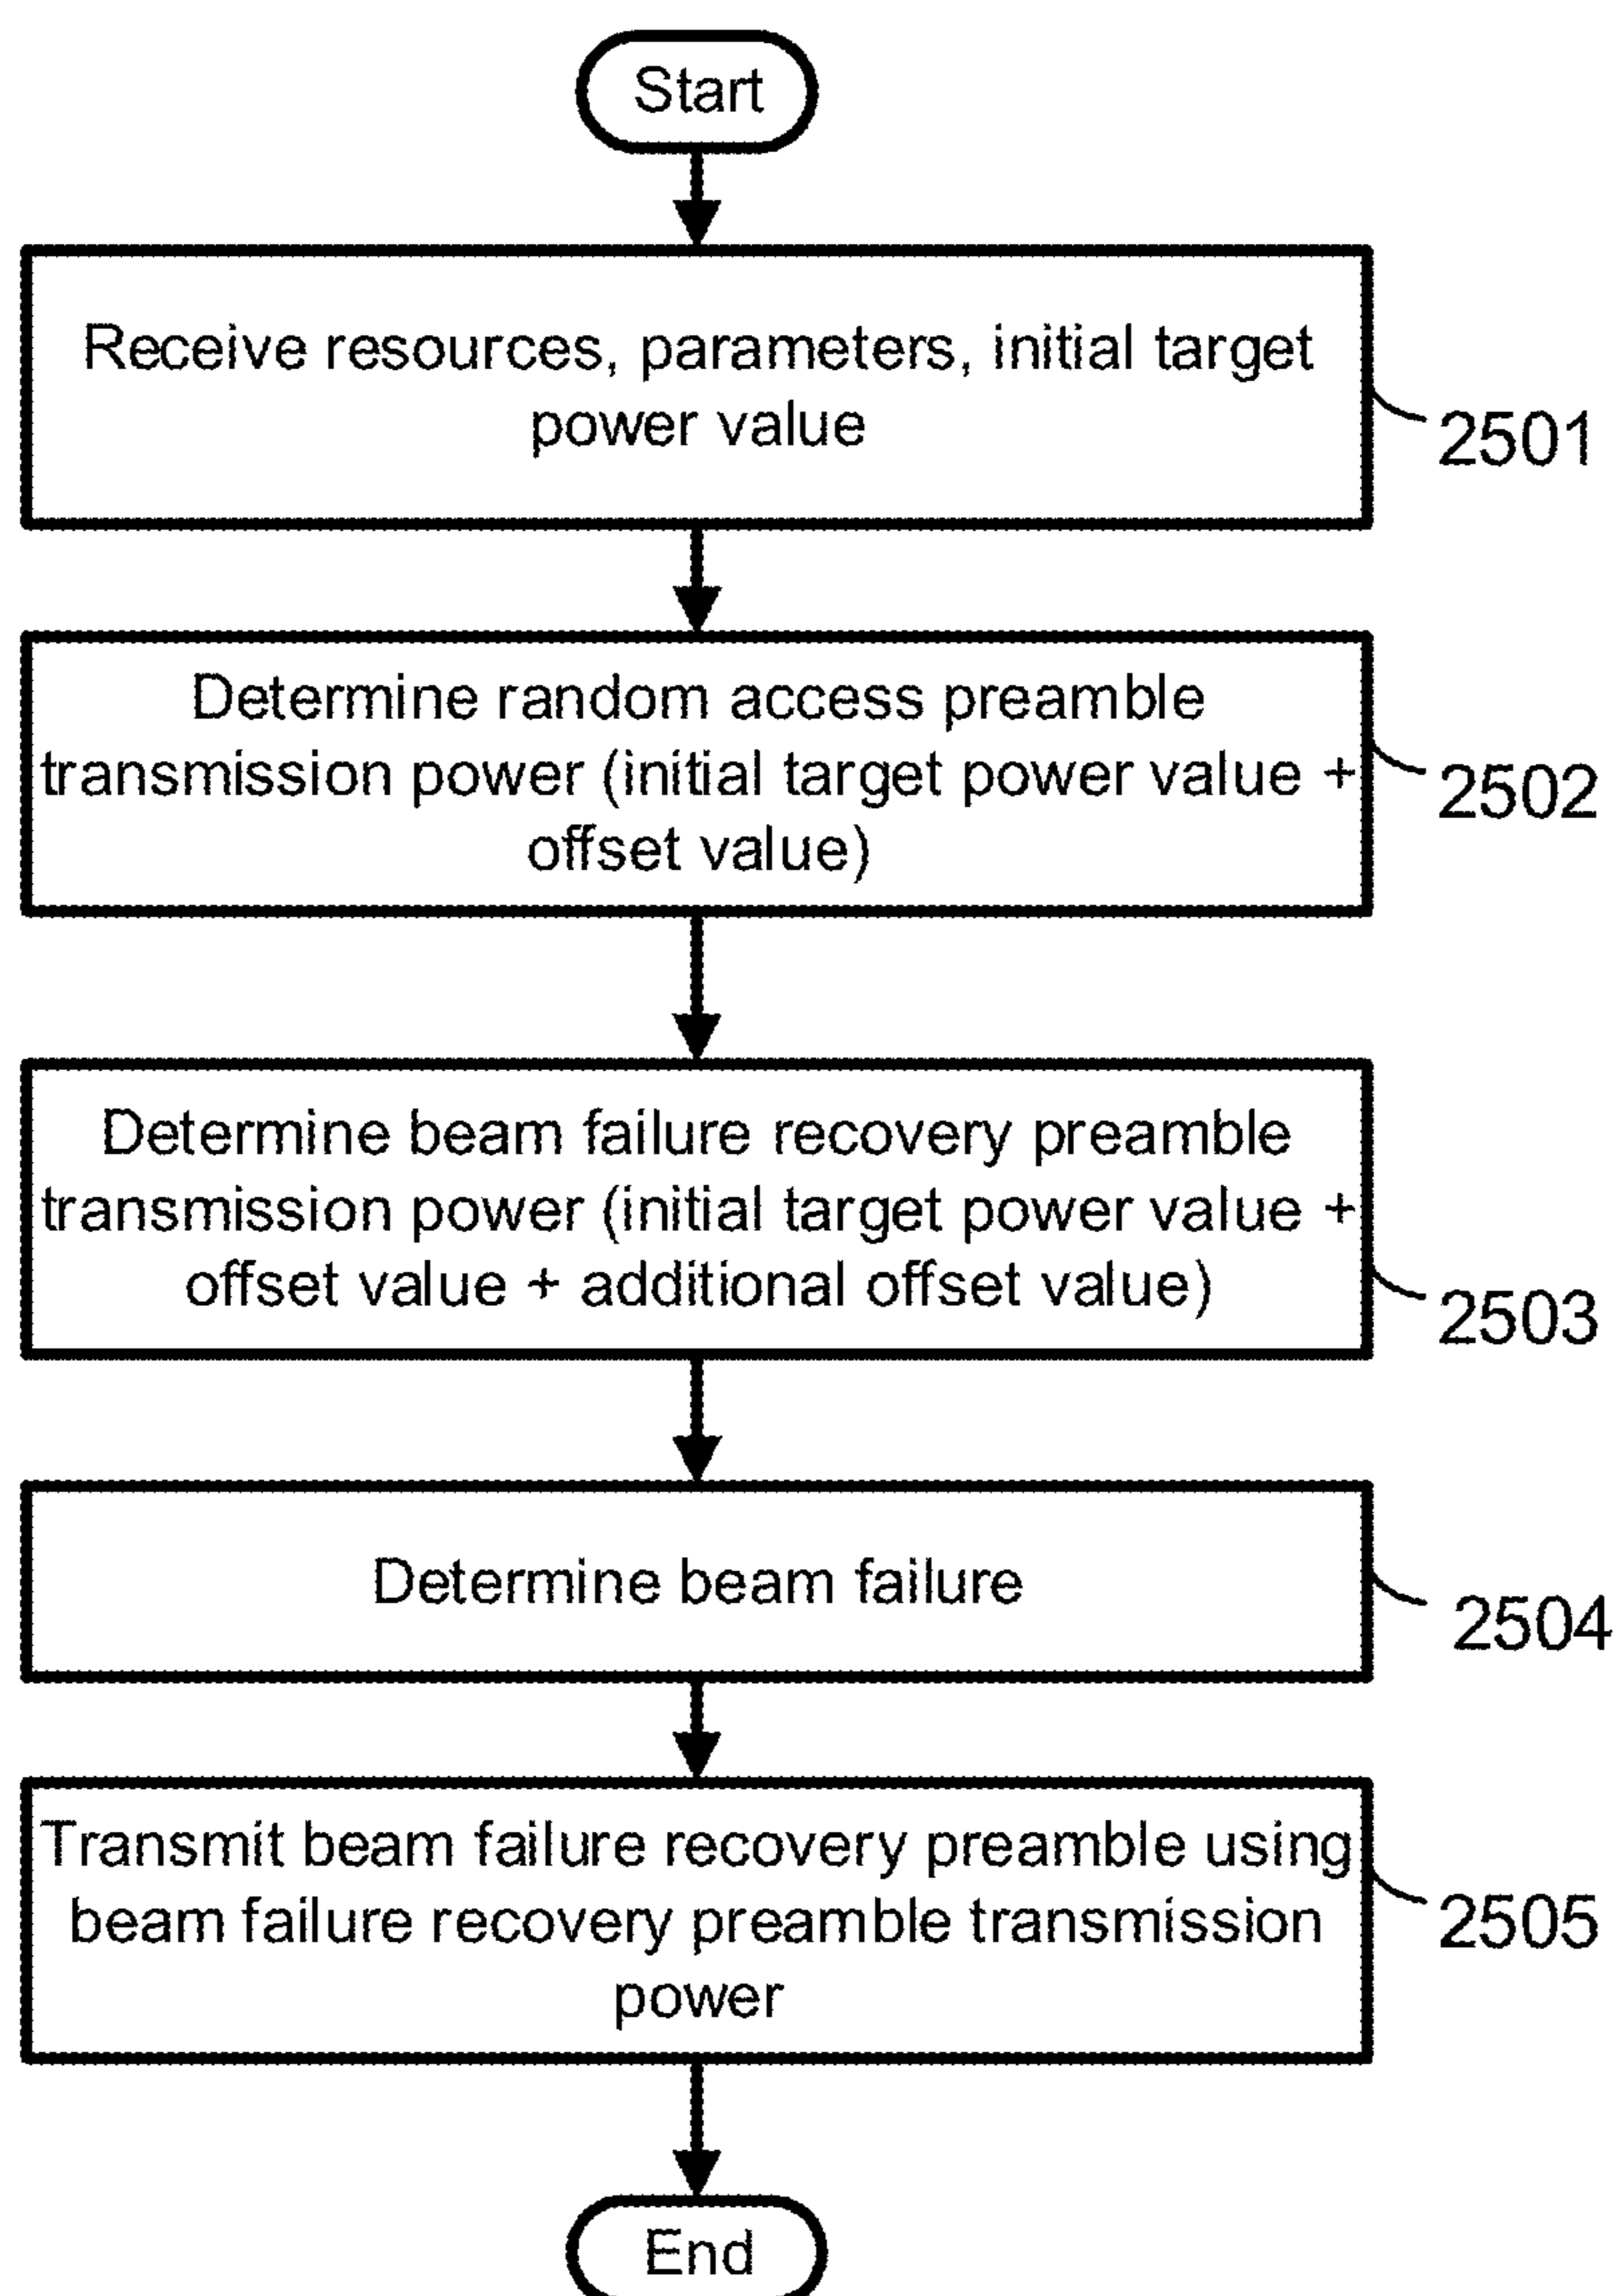 Start
Receive resources, parameters, initial target
power value
2501
Determine random access preamble
transmission power (initial target power value +
offset value)
2502
Determine beam failure recovery preamble
transmission power (initial target power value +
offset value + additional offset value)
2503
Determine beam failure
2504
Transmit beam failure recovery preamble using
beam failure recovery preamble transmission
power
2505
End